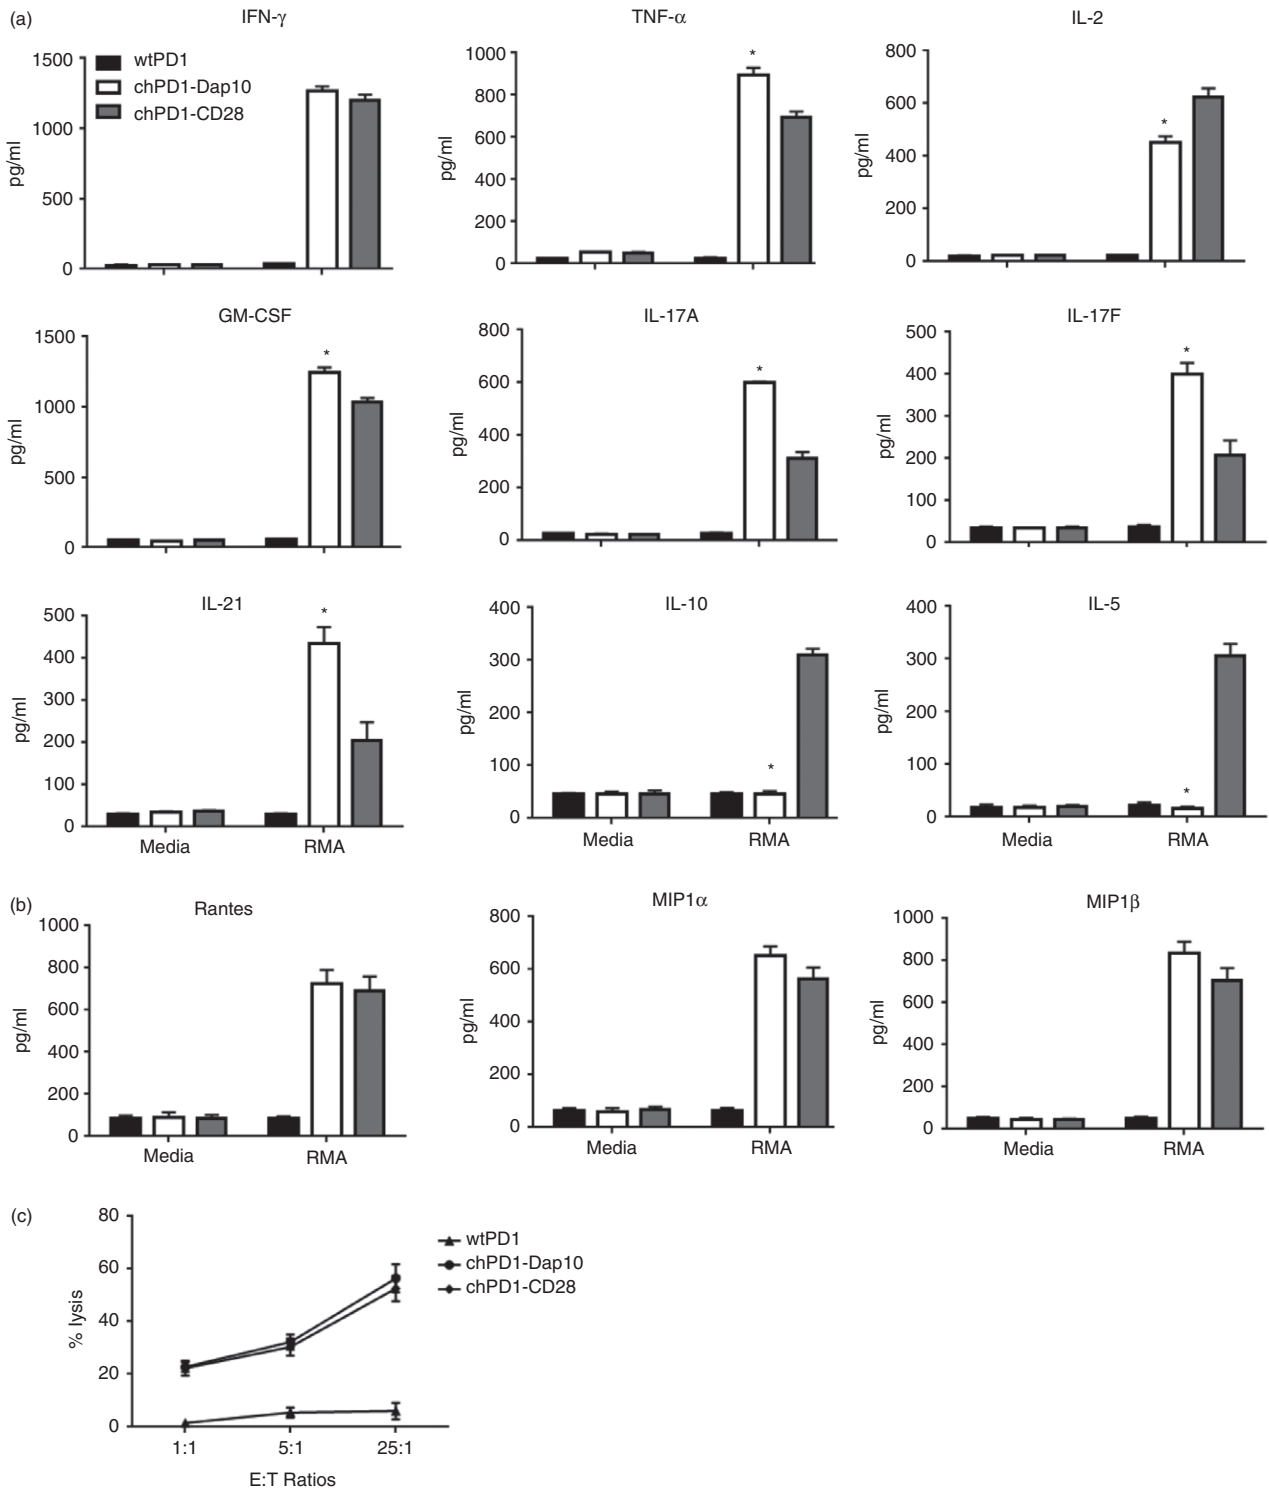 (a)
IFN-γ
1500
1000
500
0
pg/ml
wtPD1
chPD1-Dap10
chPD1-CD28
TNF-α
1000
800
600
400
200
0
pg/ml
*
IL-2
800
600
400
200
0
pg/ml
*
GM-CSF
1500
1000
500
0
pg/ml
*
IL-17A
800
600
400
200
0
pg/ml
*
IL-17F
500
400
300
200
100
0
pg/ml
*
IL-21
500
400
300
200
100
0
pg/ml
*
Media RMA
IL-10
400
300
200
100
0
pg/ml
*
Media RMA
IL-5
400
300
200
100
0
pg/ml
*
Media RMA
(b)
Rantes
1000
800
600
400
200
0
pg/ml
Media RMA
MIP1α
800
600
400
200
0
pg/ml
Media RMA
MIP1β
1000
800
600
400
200
0
pg/ml
Media RMA
(c)
80
60
40
20
0
% lysis
1:1 5:1 25:1
E:T Ratios
wtPD1
chPD1-Dap10
chPD1-CD28